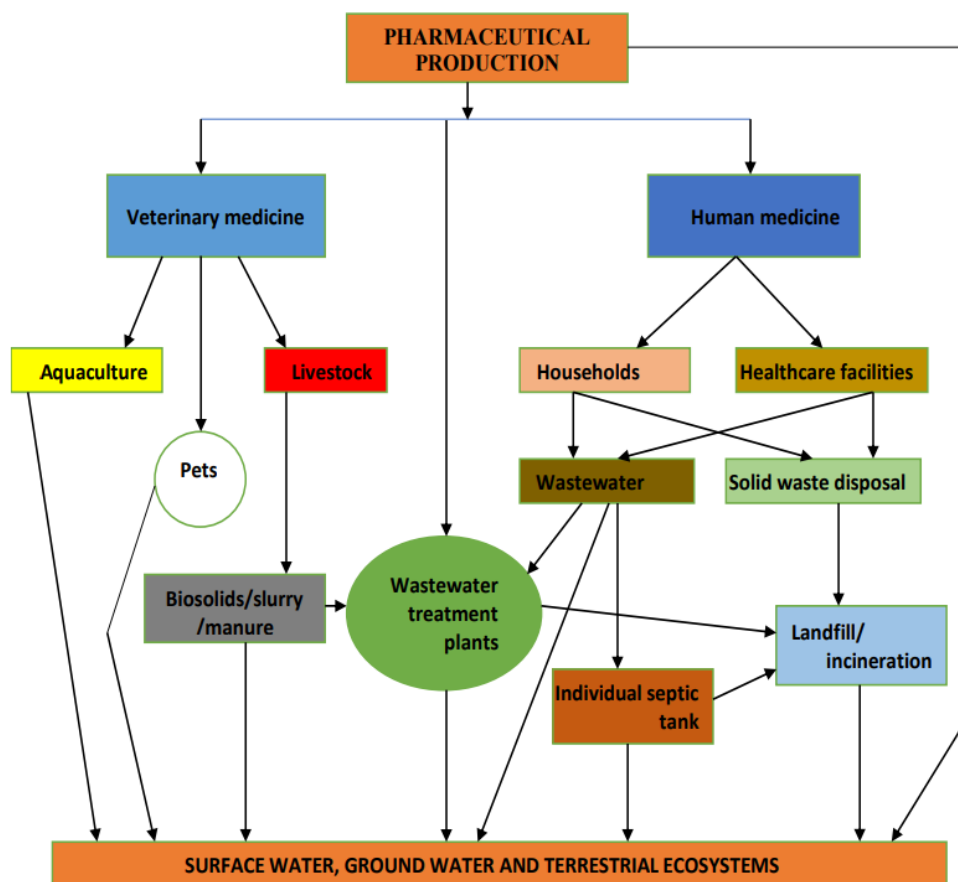 PHARMACEUTICAL
PRODUCTION
Veterinary medicine
Human medicine
Aquaculture
Livestock
Households
Healthcare facilities
Pets
Wastewater
Solid waste disposal
Biosolids/slurry
/manure
Wastewater
treatment
plants
Landfill/
incineration
Individual septic
tank
SURFACE WATER, GROUND WATER AND TERRESTRIAL ECOSYSTEMS